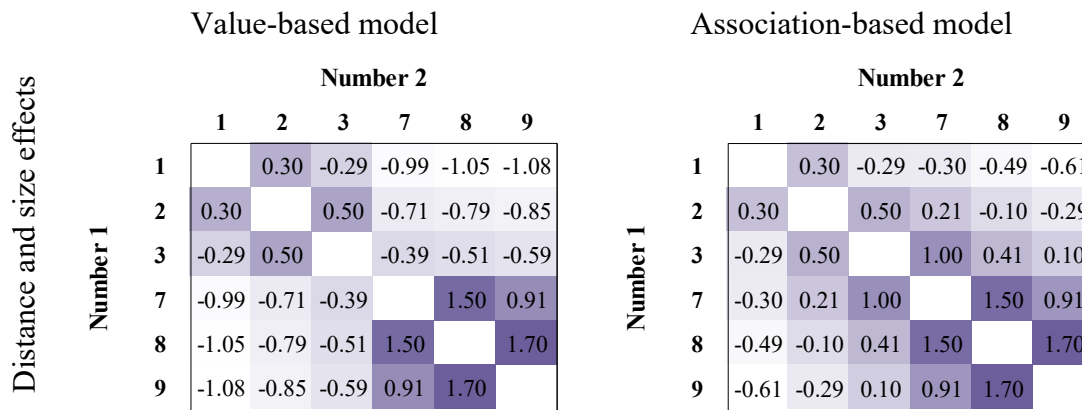 Value-based model
Association-based model
Distance and size effects
Number 2
Number 2
1 2 3 7 8 9
1 2 3 7 8 9
Number 1
Number 1
1 0.30 -0.29 -0.99 -1.05 -1.08
1 0.30 -0.29 -0.30 -0.49 -0.61
2 0.30 0.50 -0.71 -0.79 -0.85
2 0.30 0.50 0.21 -0.10 -0.29
3 -0.29 0.50 -0.39 -0.51 -0.59
3 -0.29 0.50 1.00 0.41 0.10
7 -0.99 -0.71 -0.39 1.50 0.91
7 -0.30 0.21 1.00 1.50 0.91
8 -1.05 -0.79 -0.51 1.50 1.70
8 -0.49 -0.10 0.41 1.50 1.70
9 -1.08 -0.85 -0.59 0.91 1.70
9 -0.61 -0.29 0.10 0.91 1.70